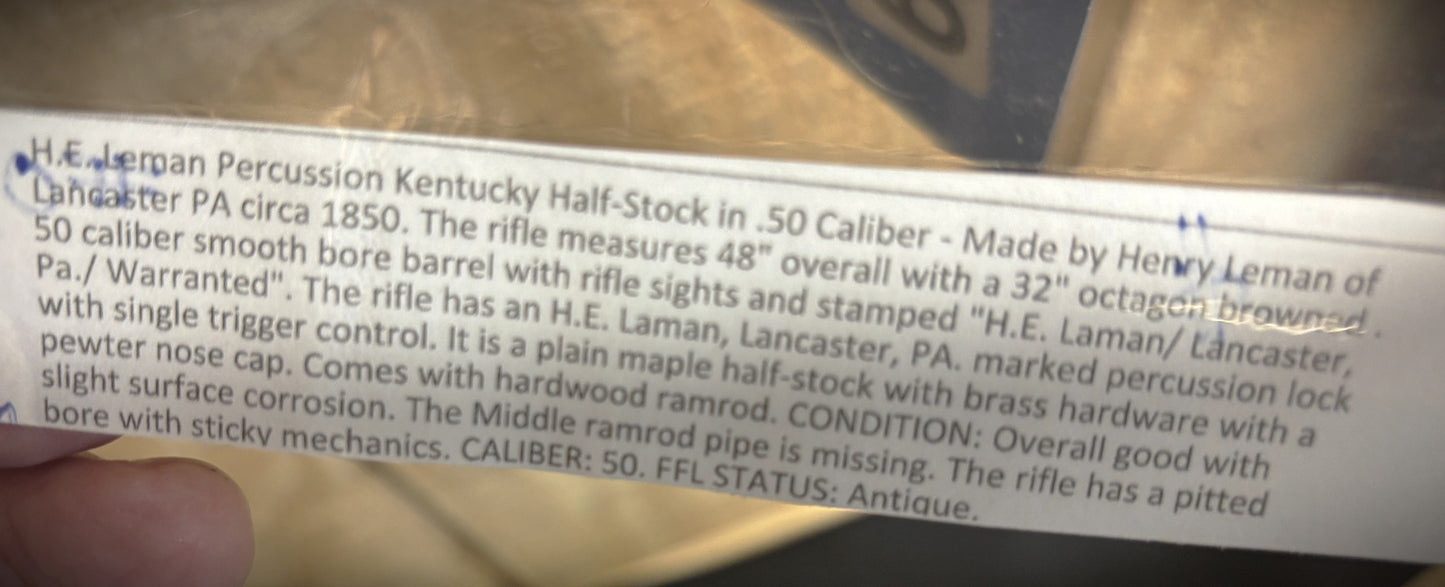 H.E. Leman Percussion Kentucky Half-Stock in .50 Caliber - Made by Henry Leman of
Lancaster PA circa 1850. The rifle measures 48" overall with a 32" octagon browned .
50 caliber smooth bore barrel with rifle sights and stamped "H.E. Laman/ Lancaster,
Pa./ Warranted". The rifle has an H.E. Laman, Lancaster, PA. marked percussion lock
with single trigger control. It is a plain maple half-stock with brass hardware with a
pewter nose cap. Comes with hardwood ramrod. CONDITION: Overall good with
slight surface corrosion. The Middle ramrod pipe is missing. The rifle has a pitted
bore with sticky mechanics. CALIBER: 50. FFL STATUS: Antique.